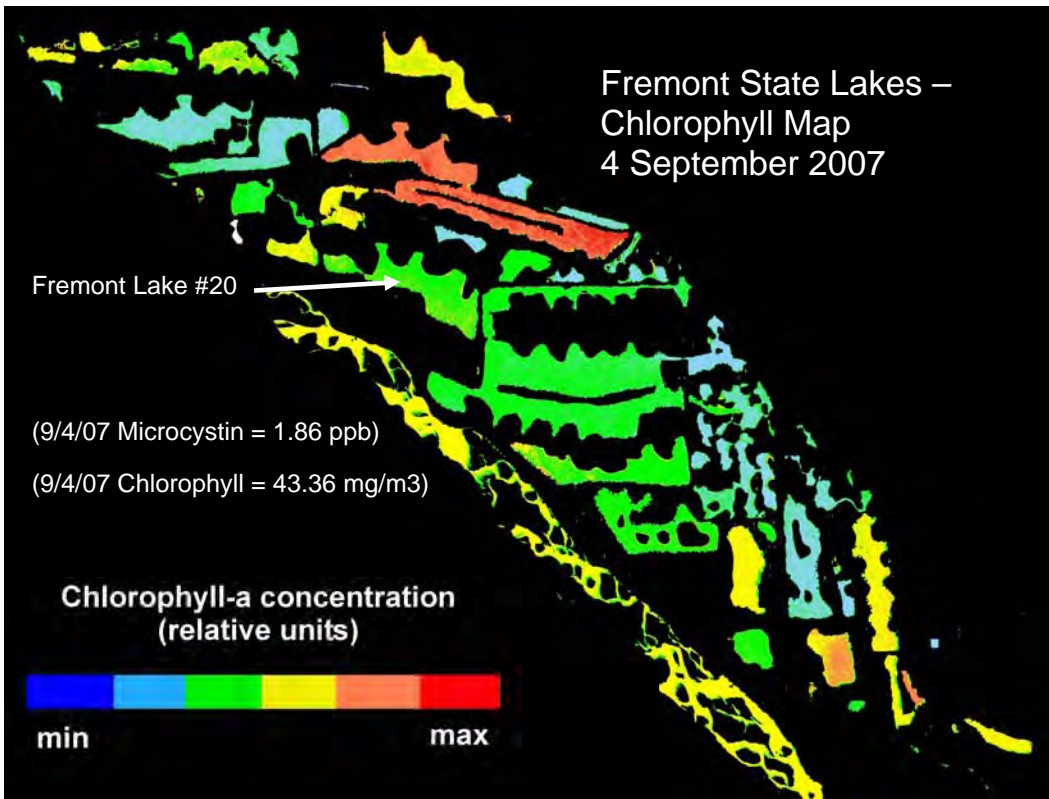 Fremont State Lakes –
Chlorophyll Map
4 September 2007
Fremont Lake #20
(9/4/07 Microcystin = 1.86 ppb)
(9/4/07 Chlorophyll = 43.36 mg/m3)
Chlorophyll-a concentration
(relative units)
min max